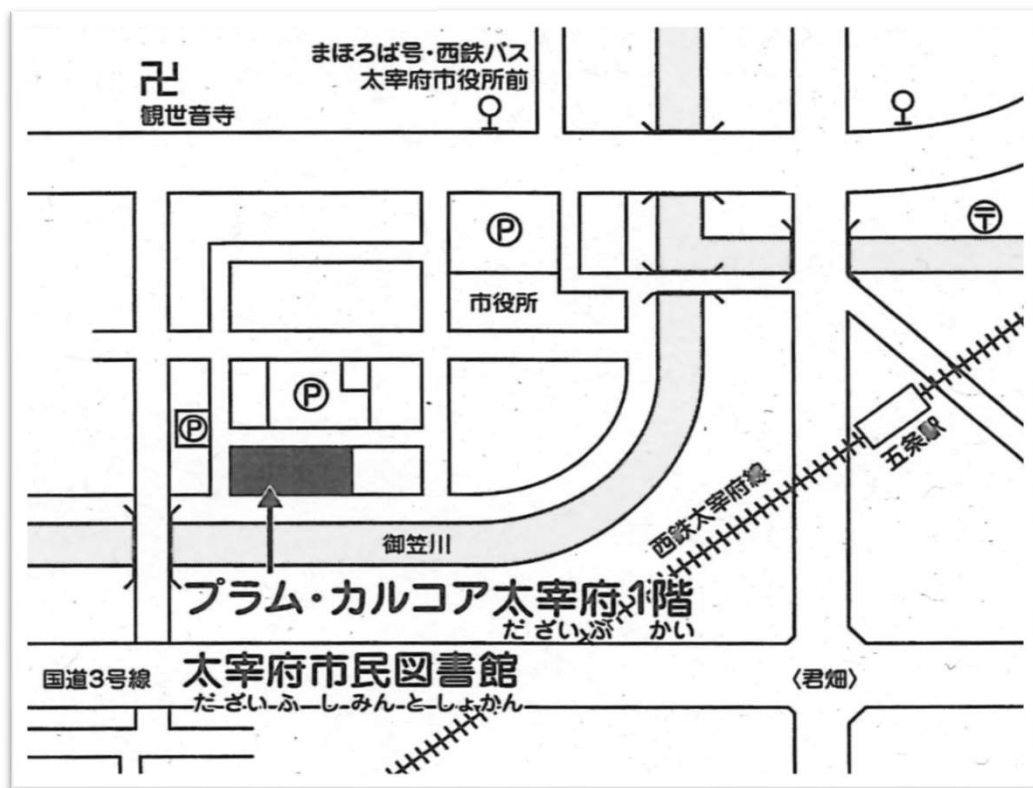 まほろば号・西鉄バス
太宰府市役所前
卍
観世音寺
P
〒
市役所
P
P
五条駅
西鉄太宰府線
御笠川
プラム・カルコア太宰府1階
だざいふ かい
国道3号線
太宰府市民図書館
だざいふしみんとしょかん
〈君畑〉